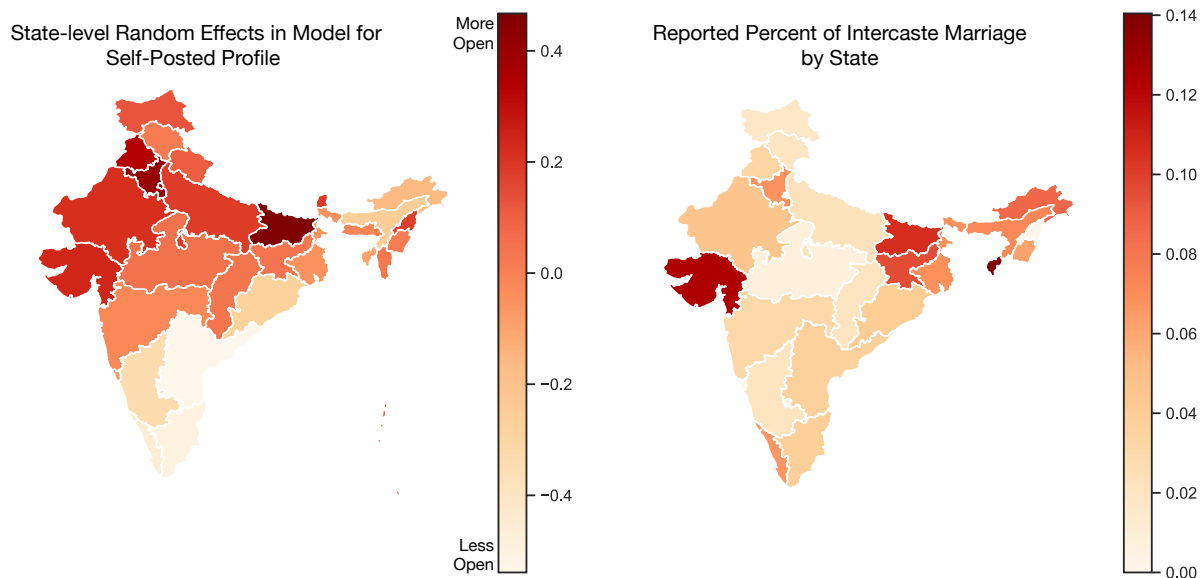 State-level Random Effects in Model for
Self-Posted Profile
More
Open
0.4
0.2
0.0
−0.2
−0.4
Less
Open
Reported Percent of Intercaste Marriage
by State
0.14
0.12
0.10
0.08
0.06
0.04
0.02
0.00